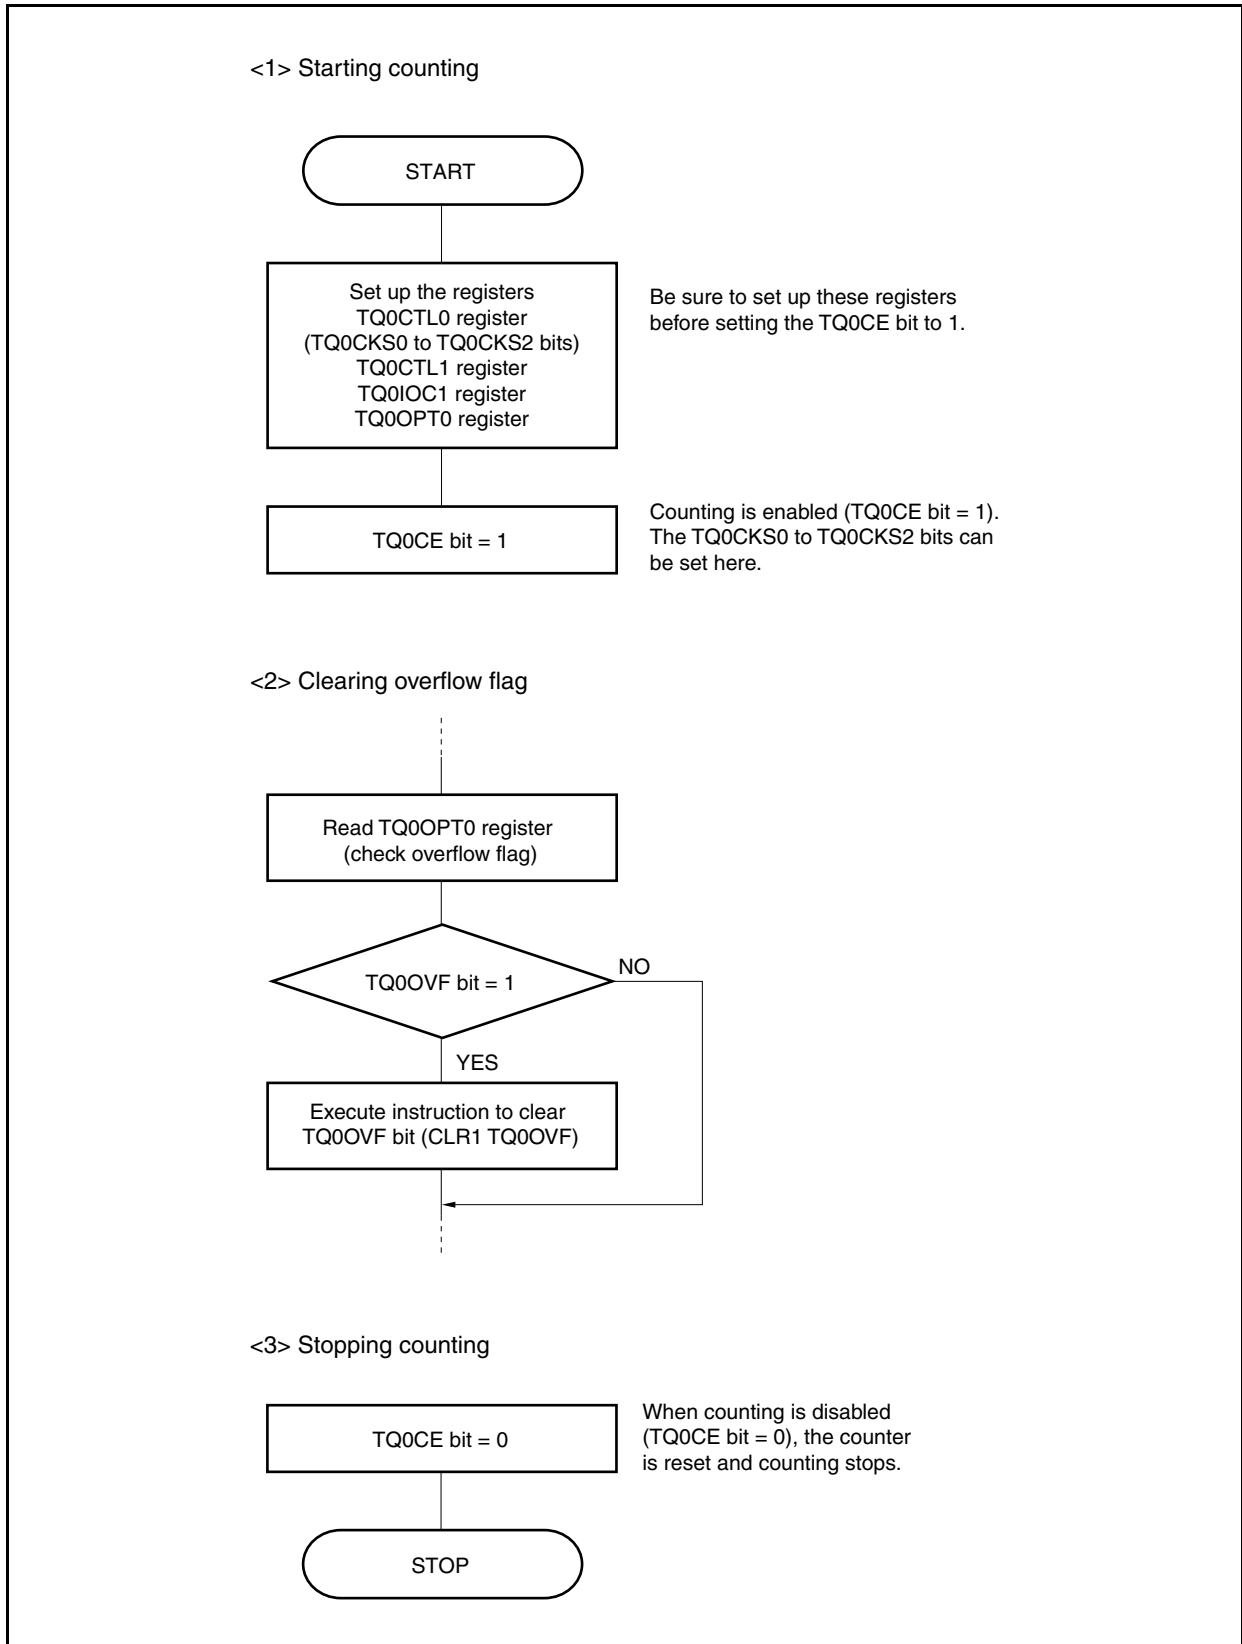 <1> Starting counting
START
Set up the registers
TQ0CTL0 register
(TQ0CKS0 to TQ0CKS2 bits)
TQ0CTL1 register
TQ0IOC1 register
TQ0OPT0 register
Be sure to set up these registers
before setting the TQ0CE bit to 1.
TQ0CE bit = 1
Counting is enabled (TQ0CE bit = 1).
The TQ0CKS0 to TQ0CKS2 bits can
be set here.
<2> Clearing overflow flag
Read TQ0OPT0 register
(check overflow flag)
TQ0OVF bit = 1
NO
YES
Execute instruction to clear
TQ0OVF bit (CLR1 TQ0OVF)
<3> Stopping counting
TQ0CE bit = 0
When counting is disabled
(TQ0CE bit = 0), the counter
is reset and counting stops.
STOP